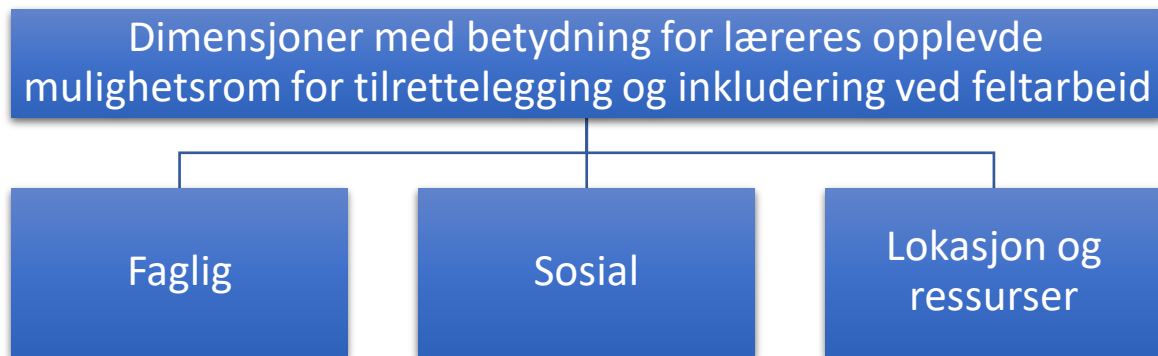 Dimensjoner med betydning for læreres opplevde
mulighetsrom for tilrettelegging og inkludering ved feltarbeid
Faglig
Sosial
Lokasjon og
ressurser